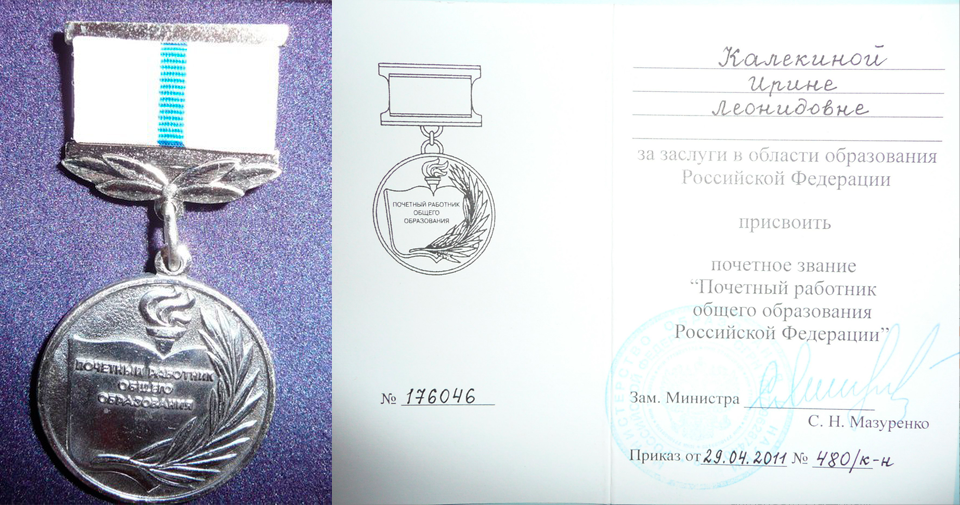 ПОЧЕТНЫЙ РАБОТНИК
ОБЩЕГО
ОБРАЗОВАНИЯ
ПОЧЕТНЫЙ РАБОТНИК
ОБЩЕГО
ОБРАЗОВАНИЯ
№ 176046
Калекиной
Ирине
Леонидовне
за заслуги в области образования
Российской Федерации
присвоить
почетное звание
“Почетный работник
общего образования
Российской Федерации”
Зам. Министра
С. Н. Мазуренко
Приказ от 29.04.2011 № 480/к-н